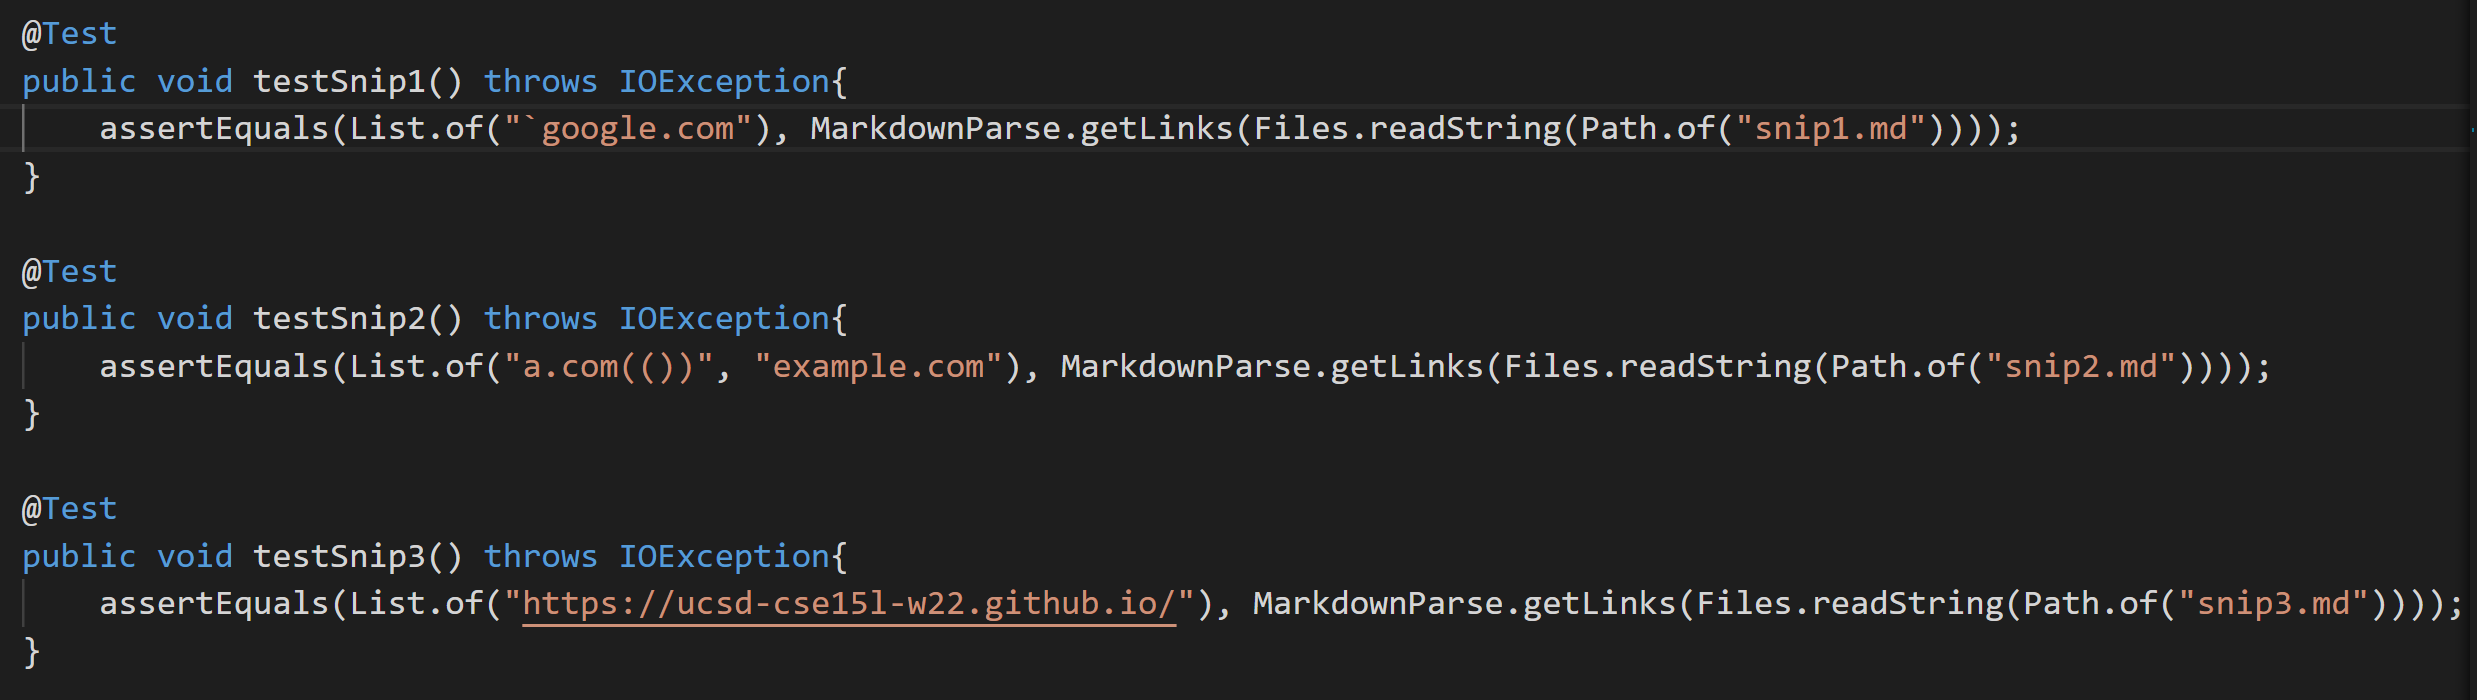 @Test
public void testSnip1() throws IOException{
    assertEquals(List.of("`google.com"), MarkdownParse.getLinks(Files.readString(Path.of("snip1.md"))));
}

@Test
public void testSnip2() throws IOException{
    assertEquals(List.of("a.com(())", "example.com"), MarkdownParse.getLinks(Files.readString(Path.of("snip2.md"))));
}

@Test
public void testSnip3() throws IOException{
    assertEquals(List.of("https://ucsd-cse15l-w22.github.io/"), MarkdownParse.getLinks(Files.readString(Path.of("snip3.md"))));
}